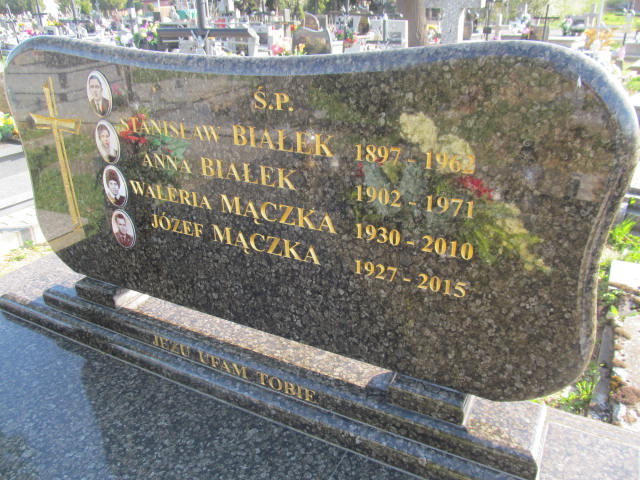 Ś.P.
STANISŁAW BIAŁEK 1897 - 1962
ANNA BIAŁEK 1902 - 1971
WALERIA MĄCZKA 1930 - 2010
JÓZEF MĄCZKA 1927 - 2015
JEZU UFAM TOBIE